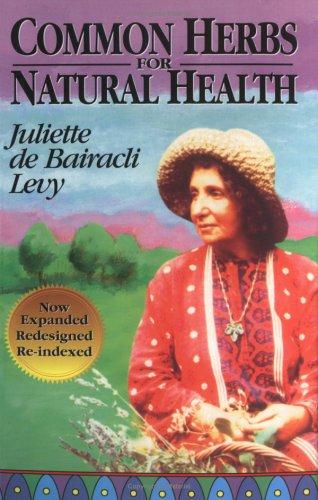 COMMON HERBS
FOR
NATURAL HEALTH
Juliette
de Bairacli
Levy
Now
Expanded
Redesigned
Re-indexed